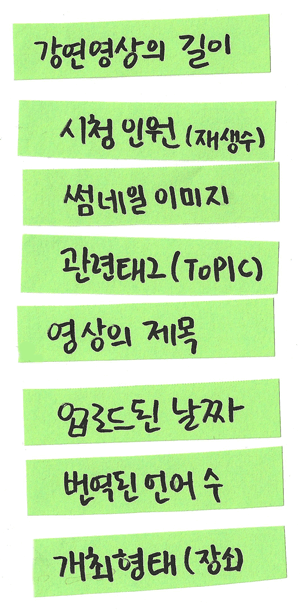 강연영상의 길이
시청 인원 (재생수)
썸네일 이미지
관련태그 (TOPIC)
영상의 제목
업로드된 날짜
번역된 언어 수
개최형태 (장소)